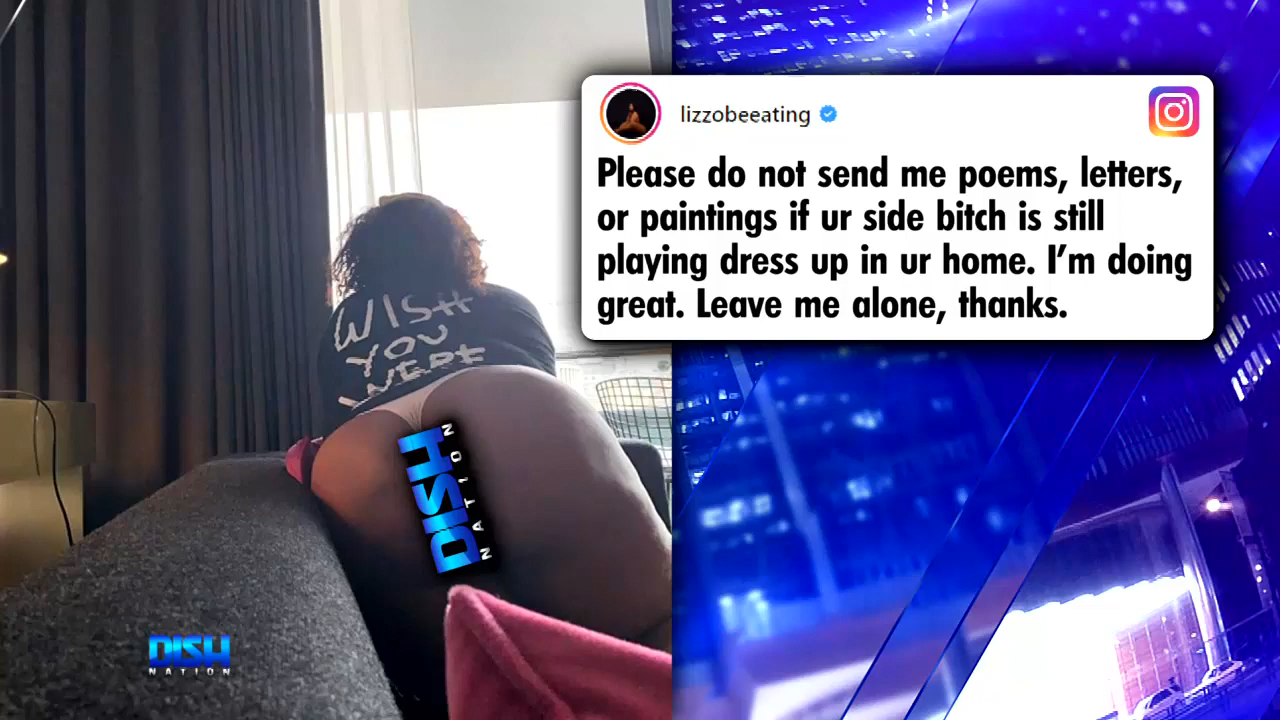 lizzobeeating
Please do not send me poems, letters,
or paintings if ur side bitch is still
playing dress up in ur home. I'm doing
great. Leave me alone, thanks.
WISH
YOU
WERE
DISH
NATION
DISH
NATION